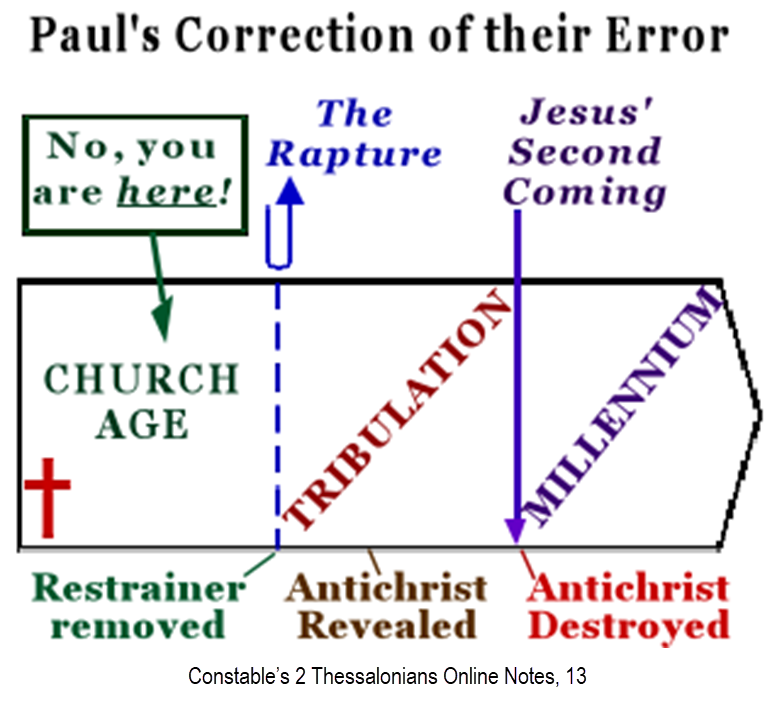 Paul's Correction of their Error
No, you
are here!
The
Rapture
Jesus'
Second
Coming
CHURCH
AGE
TRIBULATION
MILLENNIUM
Restrainer
removed
Antichrist
Revealed
Antichrist
Destroyed
Constable's 2 Thessalonians Online Notes, 13